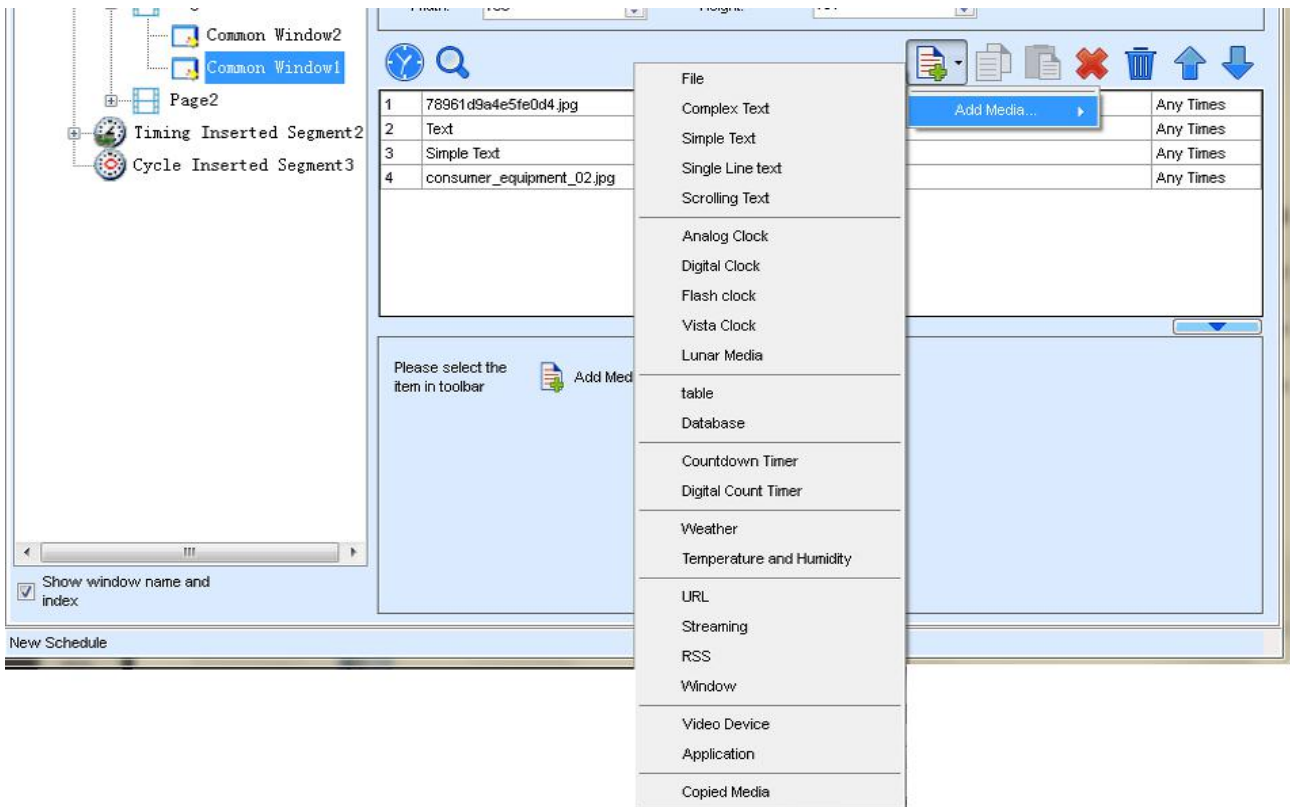 Common Window2
Common Window1
Page2
Timing Inserted Segment2
Cycle Inserted Segment3
Show window name and
index
New Schedule
1 78961d9a4e5fe0d4.jpg Any Times
2 Text Any Times
3 Simple Text Any Times
4 consumer_equipment_02.jpg Any Times
Please select the
item in toolbar
Add Med
Add Media...
File
Complex Text
Simple Text
Single Line text
Scrolling Text
Analog Clock
Digital Clock
Flash clock
Vista Clock
Lunar Media
table
Database
Countdown Timer
Digital Count Timer
Weather
Temperature and Humidity
URL
Streaming
RSS
Window
Video Device
Application
Copied Media